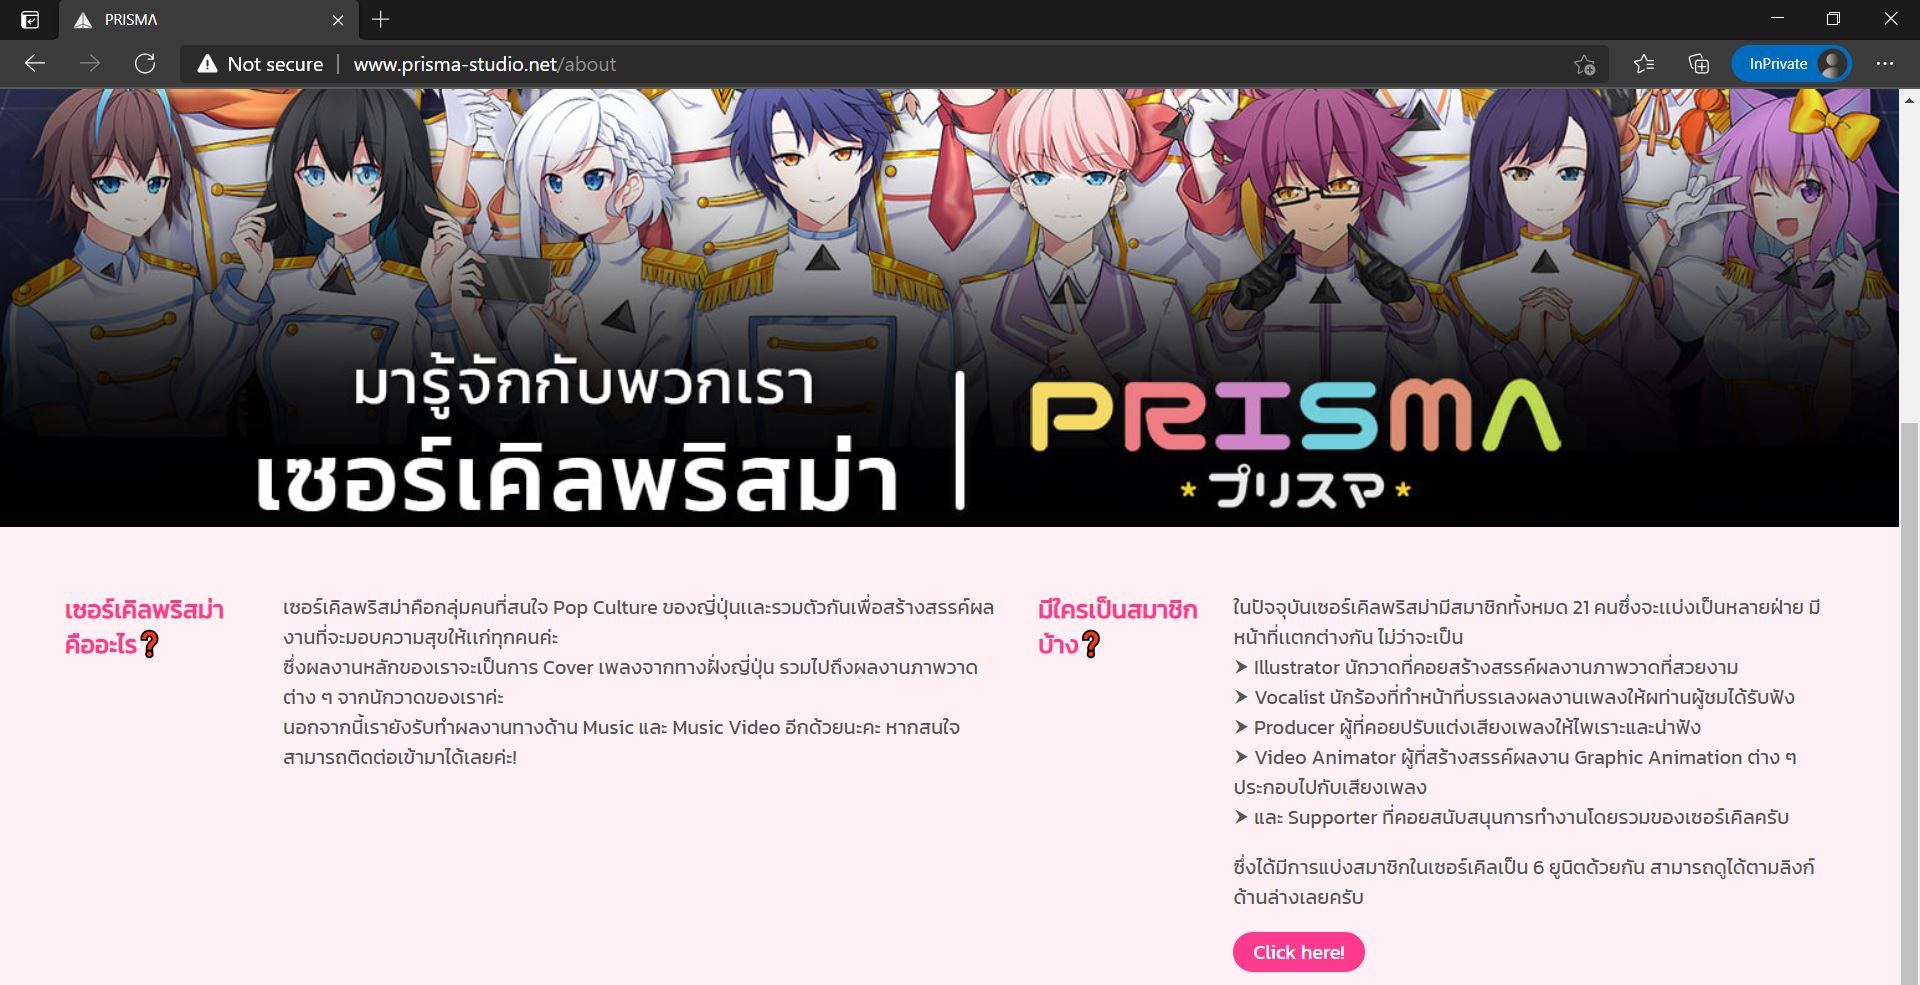 PRISMΛ
Not secure | www.prisma-studio.net/about
InPrivate
มารู้จักกับพวกเรา
เซอร์เคิลพริสม่า
PRISMΛ
★プリスマ★
เซอร์เคิลพริสม่า
คืออะไร❓
เซอร์เคิลพริสม่าคือกลุ่มคนที่สนใจ Pop Culture ของญี่ปุ่นและรวมตัวกันเพื่อสร้างสรรค์ผล
งานที่จะมอบความสุขให้แก่ทุกคนค่ะ
ซึ่งผลงานหลักของเราจะเป็นการ Cover เพลงจากทางฝั่งญี่ปุ่น รวมไปถึงผลงานภาพวาด
ต่าง ๆ จากนักวาดของเราค่ะ
นอกจากนี้เรายังรับทำผลงานทางด้าน Music และ Music Video อีกด้วยนะคะ หากสนใจ
สามารถติดต่อเข้ามาได้เลยค่ะ!
มีใครเป็นสมาชิก
บ้าง❓
ในปัจจุบันเซอร์เคิลพริสม่ามีสมาชิกทั้งหมด 21 คนซึ่งจะแบ่งเป็นหลายฝ่าย มี
หน้าที่แตกต่างกัน ไม่ว่าจะเป็น
➤ Illustrator นักวาดที่คอยสร้างสรรค์ผลงานภาพวาดที่สวยงาม
➤ Vocalist นักร้องที่ทำหน้าที่บรรเลงผลงานเพลงให้ผท่านผู้ชมได้รับฟัง
➤ Producer ผู้ที่คอยปรับแต่งเสียงเพลงให้ไพเราะและน่าฟัง
➤ Video Animator ผู้ที่สร้างสรรค์ผลงาน Graphic Animation ต่าง ๆ
ประกอบไปกับเสียงเพลง
➤ และ Supporter ที่คอยสนับสนุนการทำงานโดยรวมของเซอร์เคิลครับ
ซึ่งได้มีการแบ่งสมาชิกในเซอร์เคิลเป็น 6 ยูนิตด้วยกัน สามารถดูได้ตามลิงก์
ด้านล่างเลยครับ
Click here!